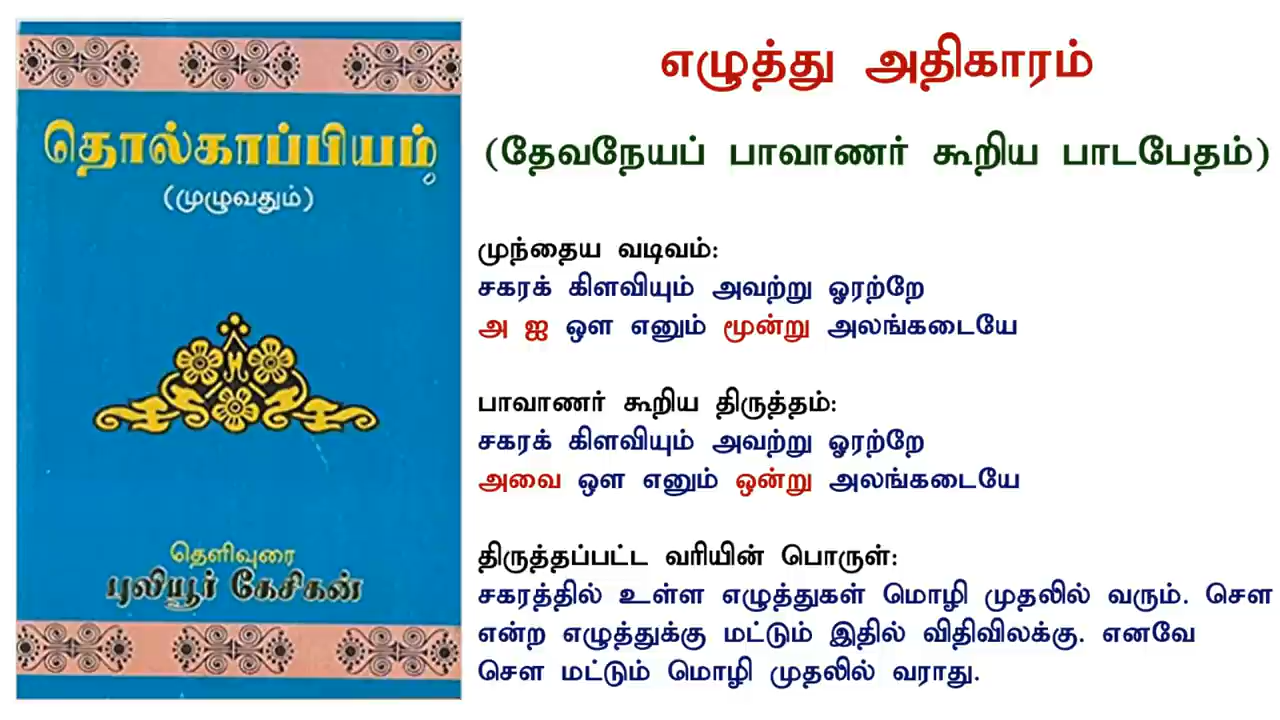 தொல்காப்பியம்
(முழுவதும்)
தெளிவுரை
புலியூர் கேசிகன்
எழுத்து அதிகாரம்
(தேவநேயப் பாவாணர் கூறிய பாடபேதம்)
முந்தைய வடிவம்:
சகரக் கிளவியும் அவற்று ஓரற்றே
அ ஐ ஔ எனும் மூன்று அலங்கடையே
பாவாணர் கூறிய திருத்தம்:
சகரக் கிளவியும் அவற்று ஓரற்றே
அவை ஔ எனும் ஒன்று அலங்கடையே
திருத்தப்பட்ட வரியின் பொருள்:
சகரத்தில் உள்ள எழுத்துகள் மொழி முதலில் வரும். சௌ
என்ற எழுத்துக்கு மட்டும் இதில் விதிவிலக்கு. எனவே
சௌ மட்டும் மொழி முதலில் வராது.